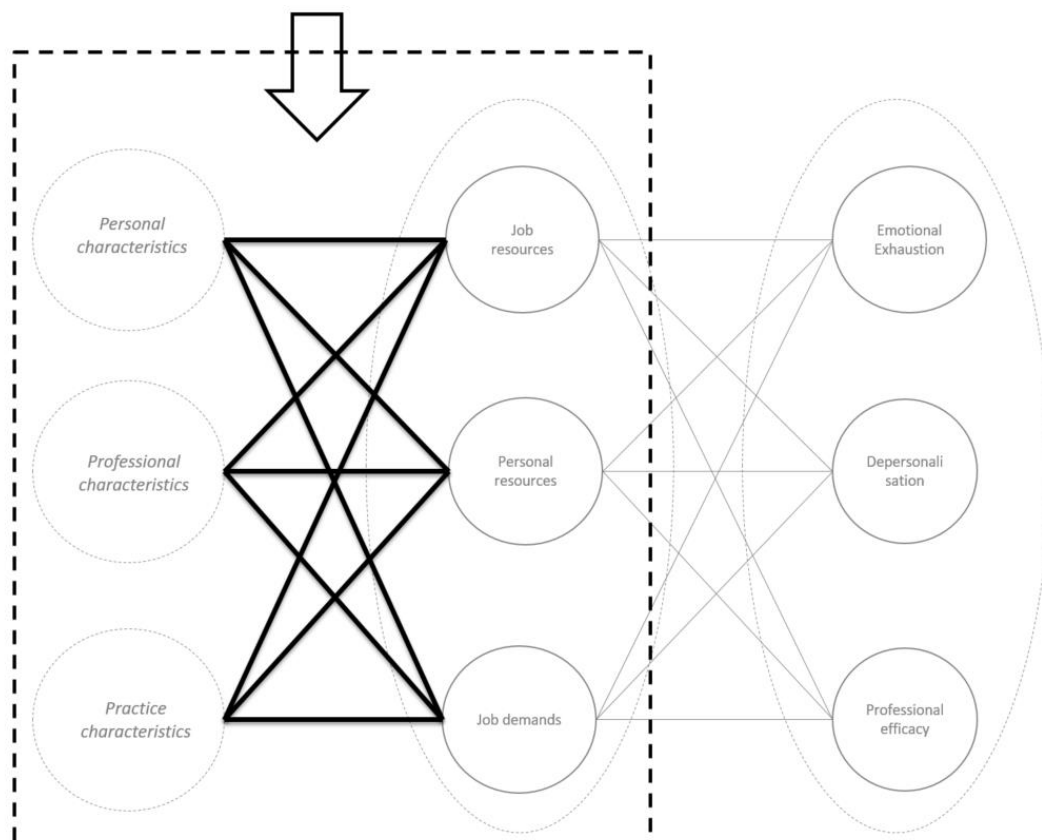 Personal
characteristics
Job
resources
Emotional
Exhaustion
Professional
characteristics
Personal
resources
Depersonali
sation
Practice
characteristics
Job demands
Professional
efficacy